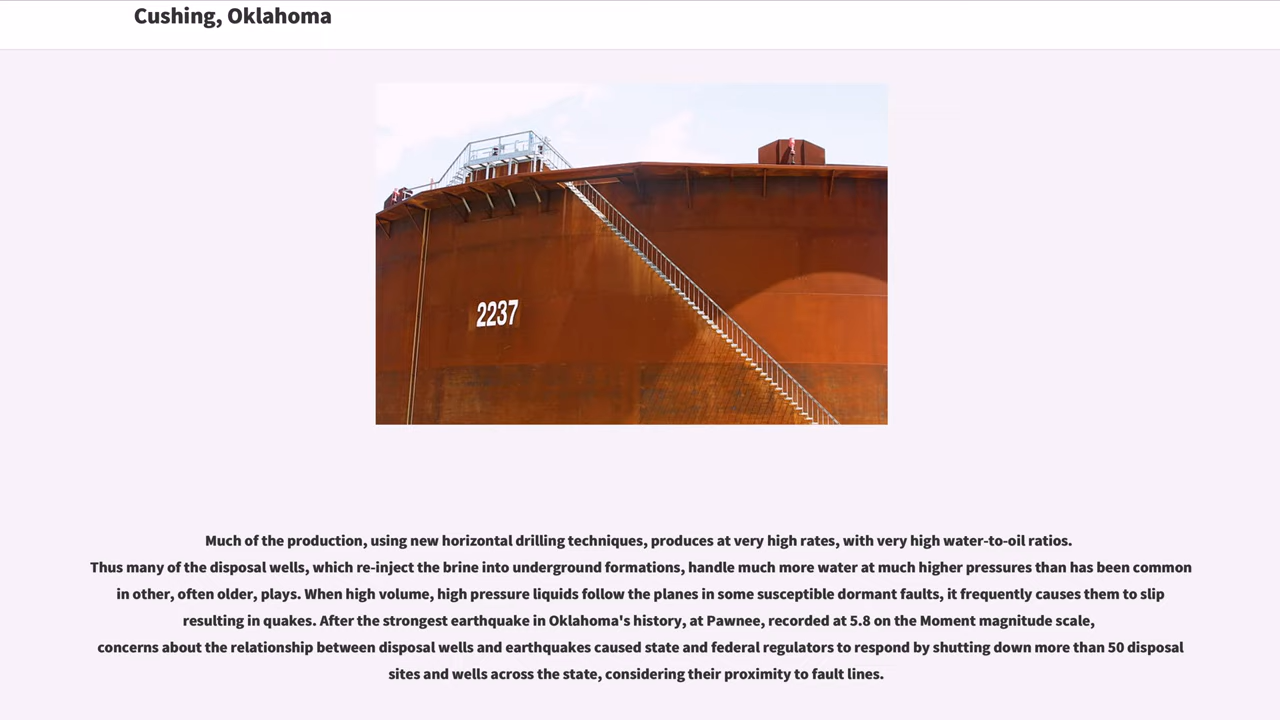 Cushing, Oklahoma
2237
Much of the production, using new horizontal drilling techniques, produces at very high rates, with very high water-to-oil ratios.
Thus many of the disposal wells, which re-inject the brine into underground formations, handle much more water at much higher pressures than has been common
in other, often older, plays. When high volume, high pressure liquids follow the planes in some susceptible dormant faults, it frequently causes them to slip
resulting in quakes. After the strongest earthquake in Oklahoma's history, at Pawnee, recorded at 5.8 on the Moment magnitude scale,
concerns about the relationship between disposal wells and earthquakes caused state and federal regulators to respond by shutting down more than 50 disposal
sites and wells across the state, considering their proximity to fault lines.